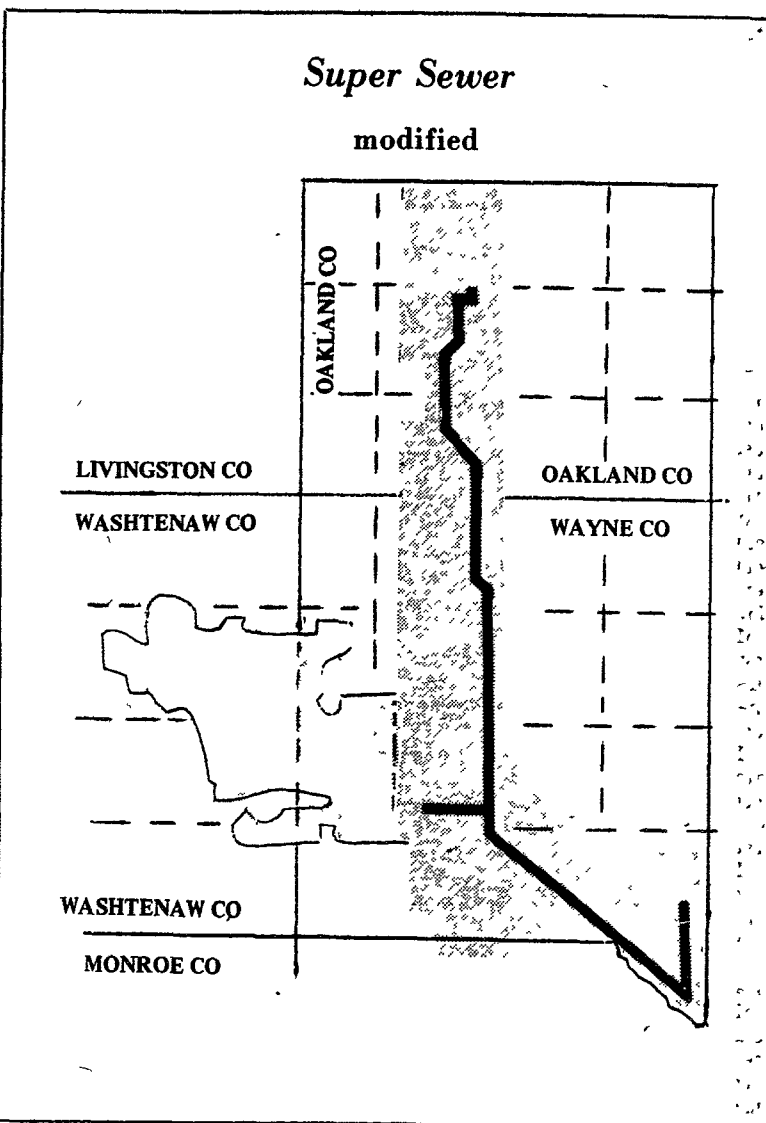 Super Sewer
modified
OAKLAND CO
LIVINGSTON CO
OAKLAND CO
WASHTENAW CO
WAYNE CO
WASHTENAW CO
MONROE CO